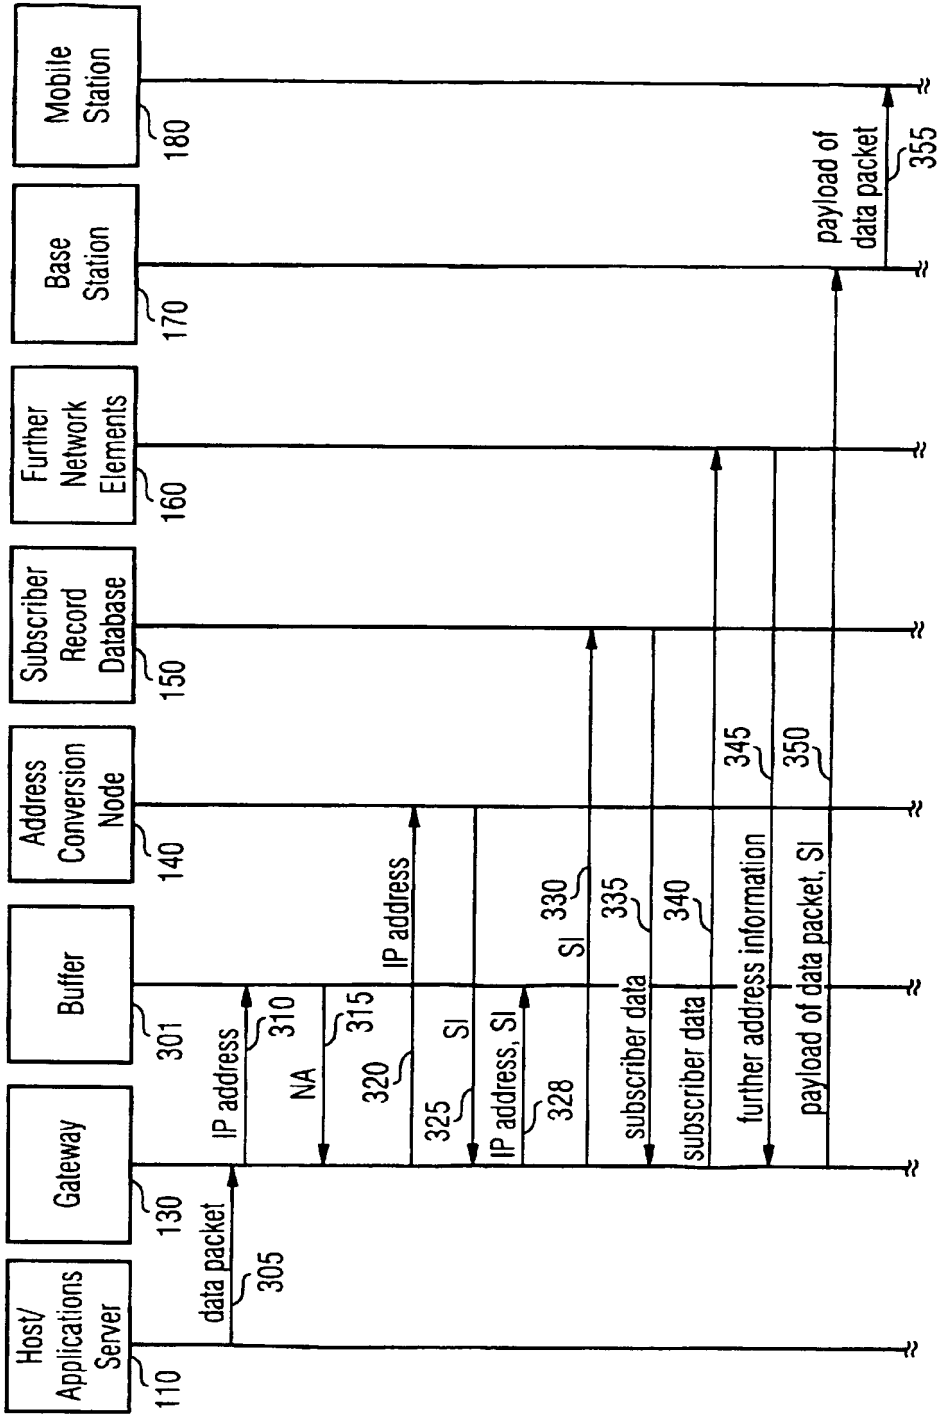 Host/
Applications
Server
110
Gateway
130
Buffer
301
Address
Conversion
Node
140
Subscriber
Record
Database
150
Further
Network
Elements
160
Base
Station
170
Mobile
Station
180
data packet
305
IP address
310
NA
315
IP address
320
SI
325
IP address, SI
328
SI
330
subscriber data
335
subscriber data
340
further address information
345
payload of data packet, SI
350
payload of
data packet
355